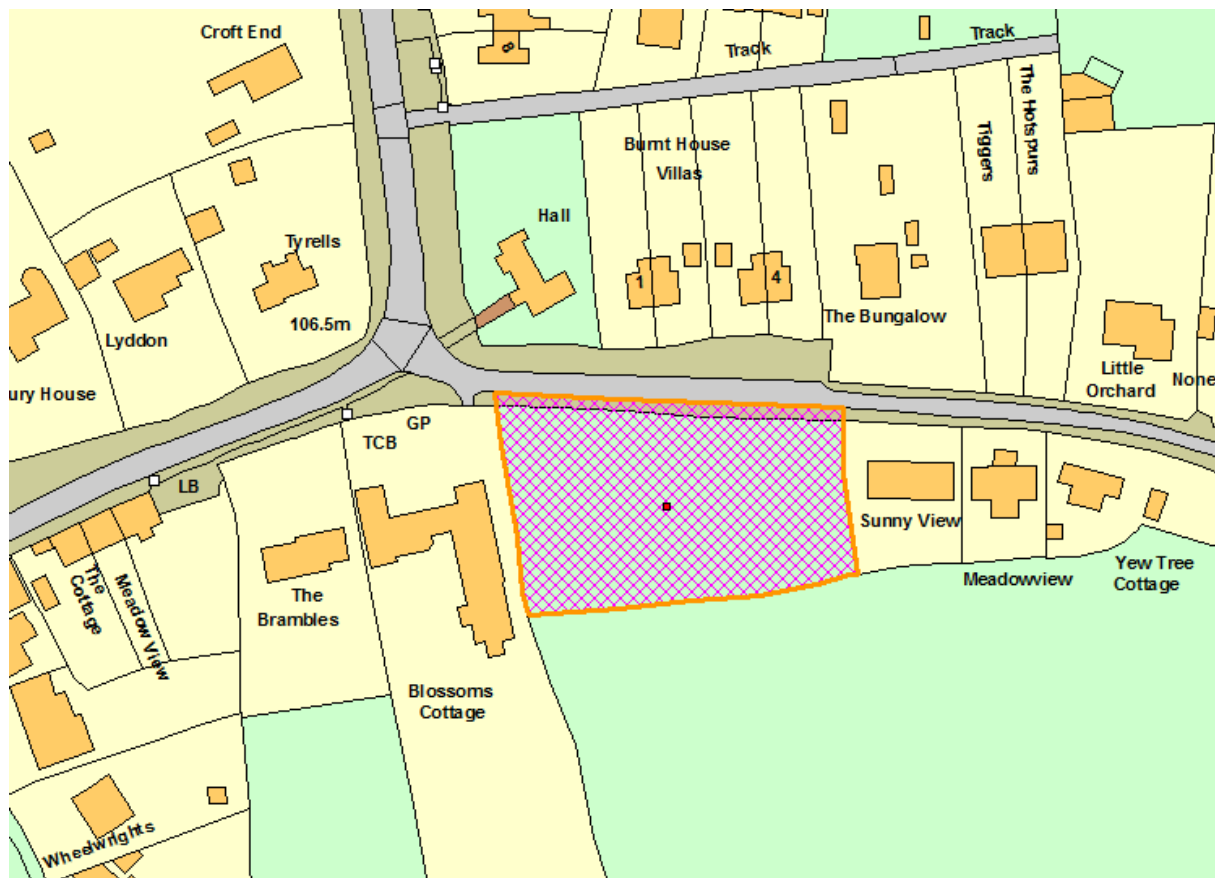 Croft End
8
Track
Track
Burnt House
Villas
Tiggers
The Hotspurs
Hall
Tyrells
1
4
106.5m
The Bungalow
Lyddon
Little
Orchard
None
ury House
GP
TCB
LB
Sunny View
The
Cottage
Meadow View
The
Brambles
Meadowview
Yew Tree
Cottage
Blossoms
Cottage
Wheelwrights